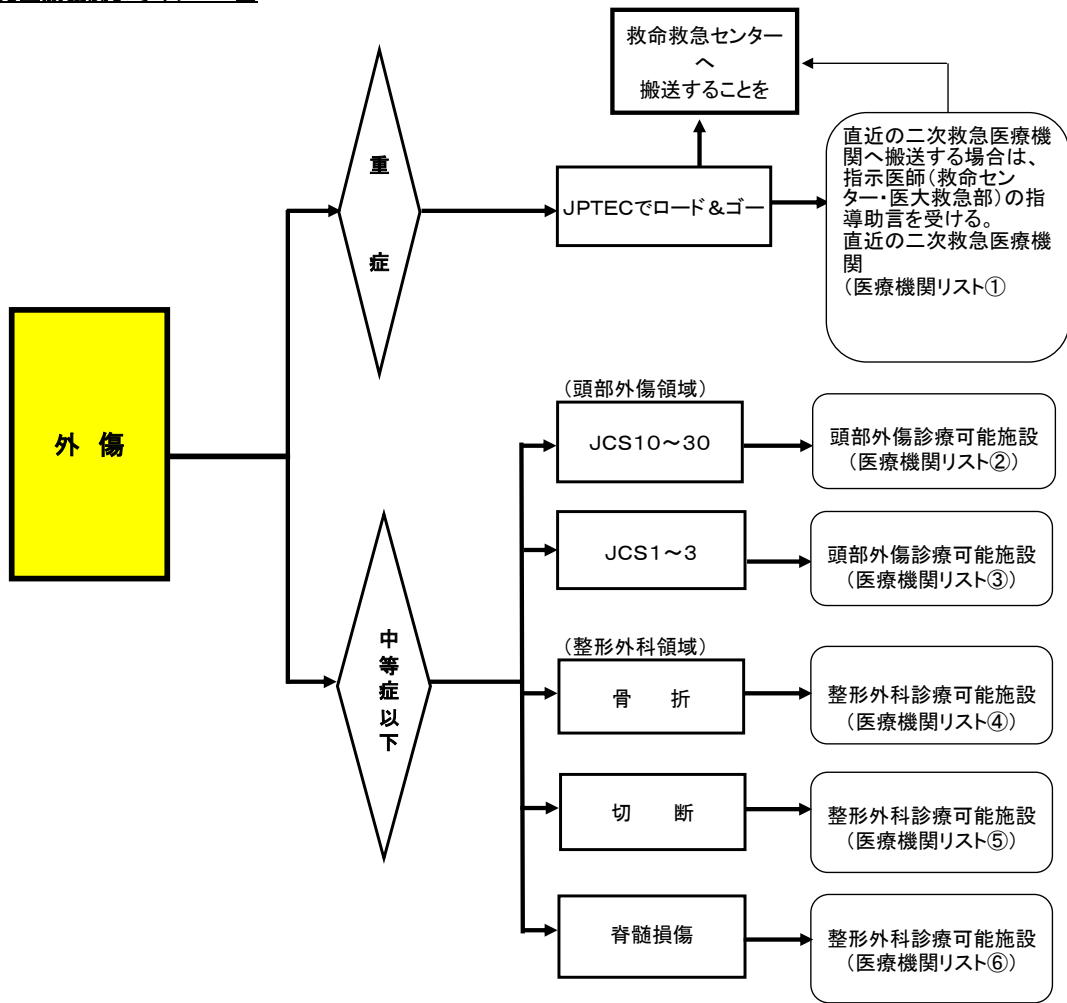 救命救急センター
へ
搬送することを
直近の二次救急医療機
関へ搬送する場合は、
指示医師(救命セン
ター・医大救急部)の指
導助言を受ける。
直近の二次救急医療機
関
(医療機関リスト①
重
症
JPTECでロード＆ゴー
外 傷
中
等
症
以
下
(頭部外傷領域)
JCS10～30
頭部外傷診療可能施設
(医療機関リスト②)
JCS1～3
頭部外傷診療可能施設
(医療機関リスト③)
(整形外科領域)
骨 折
整形外科診療可能施設
(医療機関リスト④)
切 断
整形外科診療可能施設
(医療機関リスト⑤)
脊髄損傷
整形外科診療可能施設
(医療機関リスト⑥)